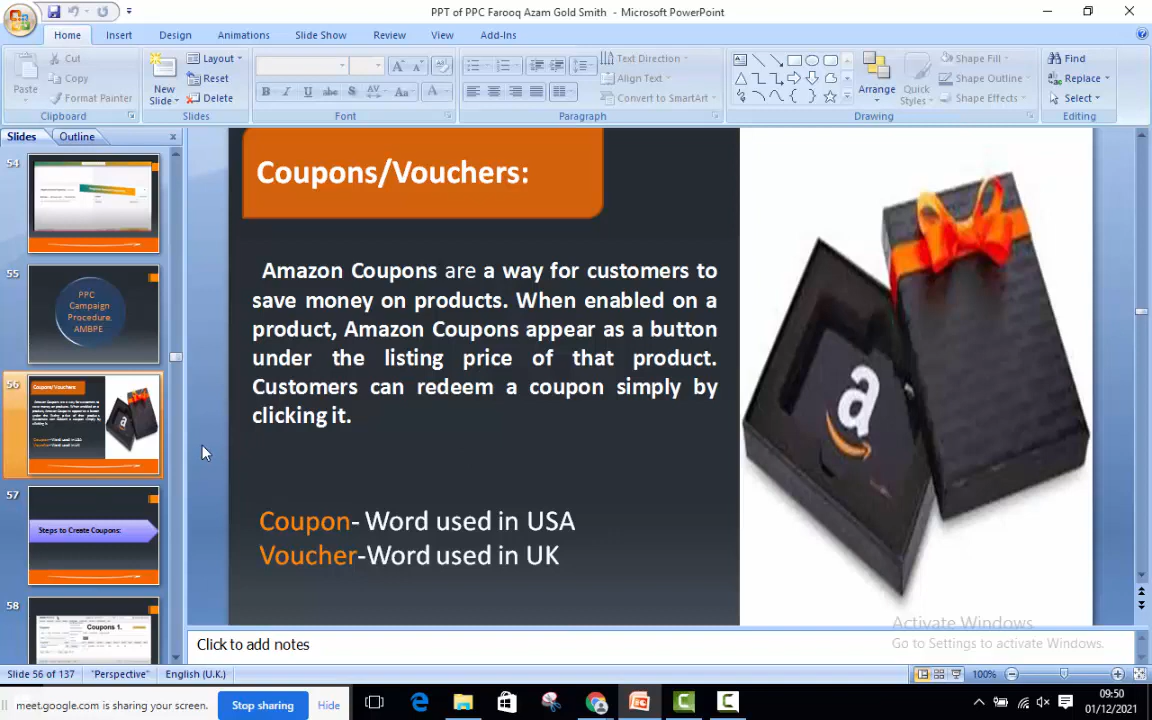 PPT of PPC Farooq Azam Gold Smith - Microsoft PowerPoint
Home Insert Design Animations Slide Show Review View Add-Ins
Paste
Cut
Copy
Format Painter
Clipboard
New Slide
Layout
Reset
Delete
Slides
Font
Text Direction
Align Text
Convert to SmartArt
Paragraph
Arrange
Quick Styles
Shape Fill
Shape Outline
Shape Effects
Drawing
Find
Replace
Select
Editing
Slides Outline
54
55
PPC
Campaign
Procedure.
AMBPE
56
Coupons/Vouchers:
57
Steps to Create Coupons:
58
Coupons 1.
Coupons/Vouchers:
Amazon Coupons are a way for customers to
save money on products. When enabled on a
product, Amazon Coupons appear as a button
under the listing price of that product.
Customers can redeem a coupon simply by
clicking it.
Coupon- Word used in USA
Voucher-Word used in UK
a
Activate Windows
Go to Settings to activate Windows.
Click to add notes
Slide 56 of 137 "Perspective" English (U.K.) 100%
meet.google.com is sharing your screen. Stop sharing Hide
09:50
01/12/2021